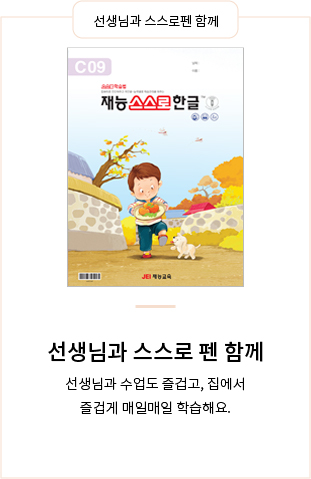 선생님과 스스로펜 함께
C09
재능스스로한글
JEI 재능교육
선생님과 스스로 펜 함께
선생님과 수업도 즐겁고, 집에서
즐겁게 매일매일 학습해요.